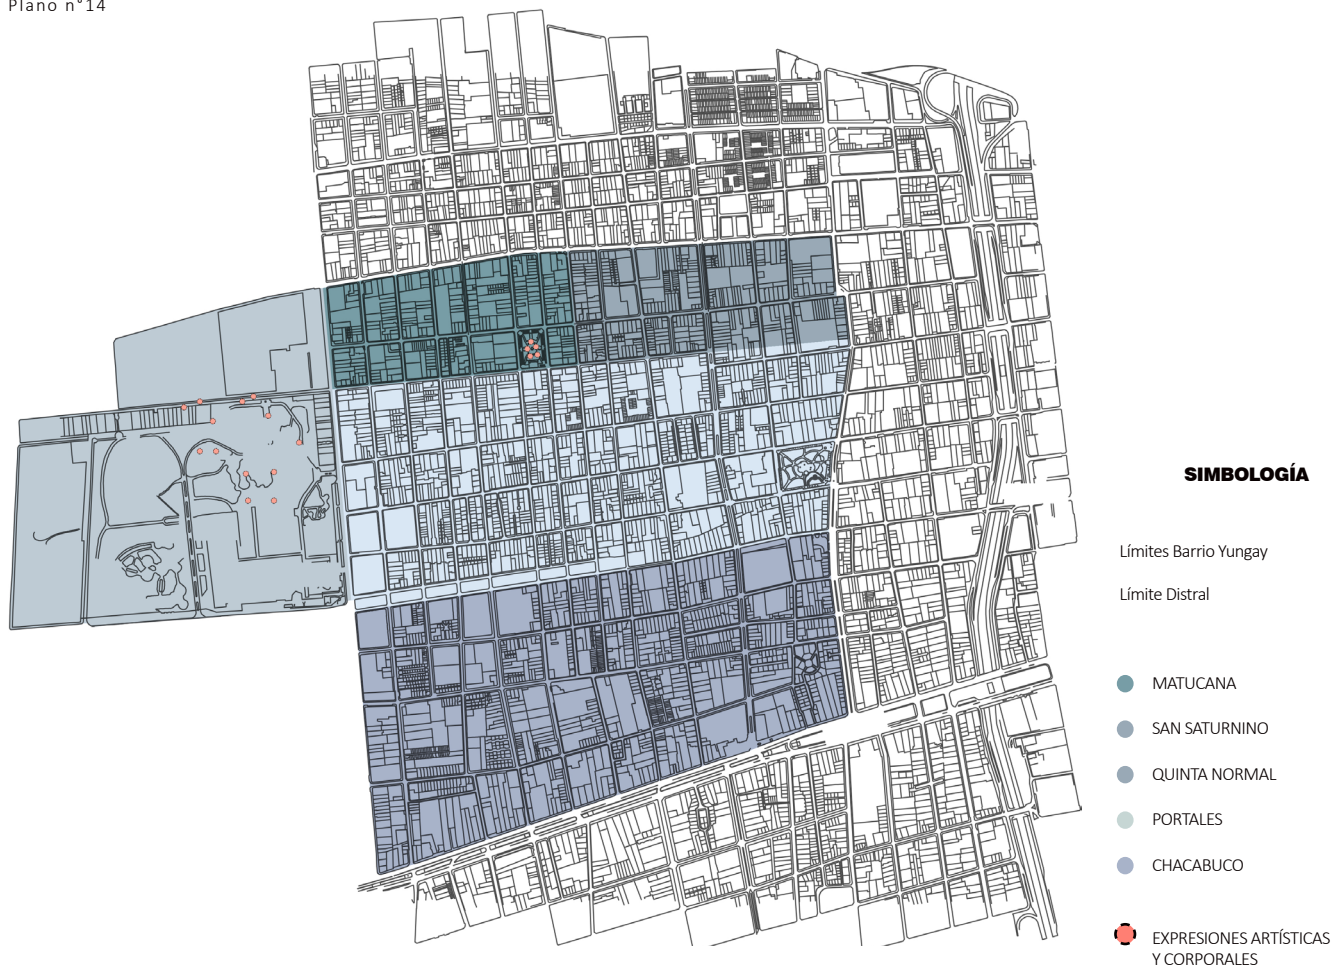 Plano n°14
SIMBOLOGÍA
Límites Barrio Yungay
Límite Distral
MATUCANA
SAN SATURNINO
QUINTA NORMAL
PORTALES
CHACABUCO
EXPRESIONES ARTÍSTICAS
Y CORPORALES